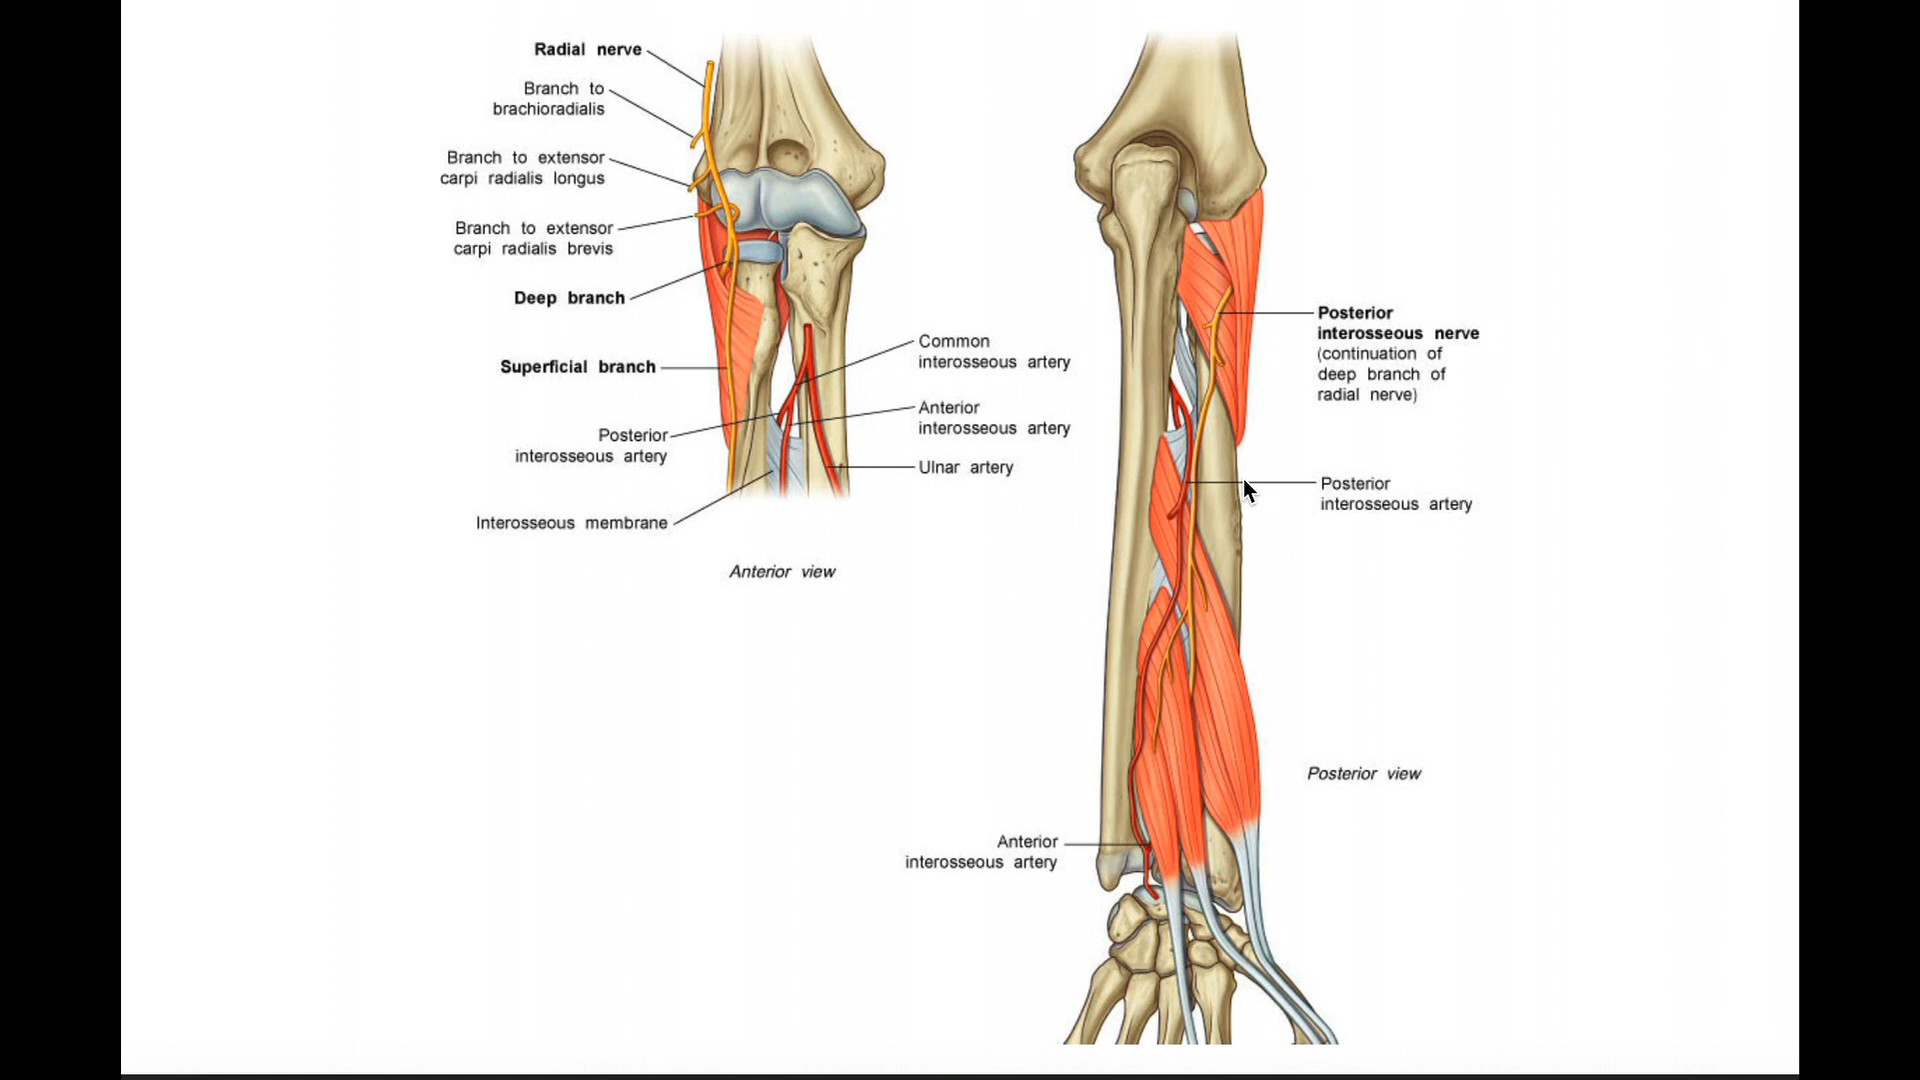 Radial nerve
Branch to
brachioradialis
Branch to extensor
carpi radialis longus
Branch to extensor
carpi radialis brevis
Deep branch
Superficial branch
Posterior
interosseous artery
Interosseous membrane
Common
interosseous artery
Anterior
interosseous artery
Ulnar artery
Anterior view
Posterior
interosseous nerve
(continuation of
deep branch of
radial nerve)
Posterior
interosseous artery
Posterior view
Anterior
interosseous artery